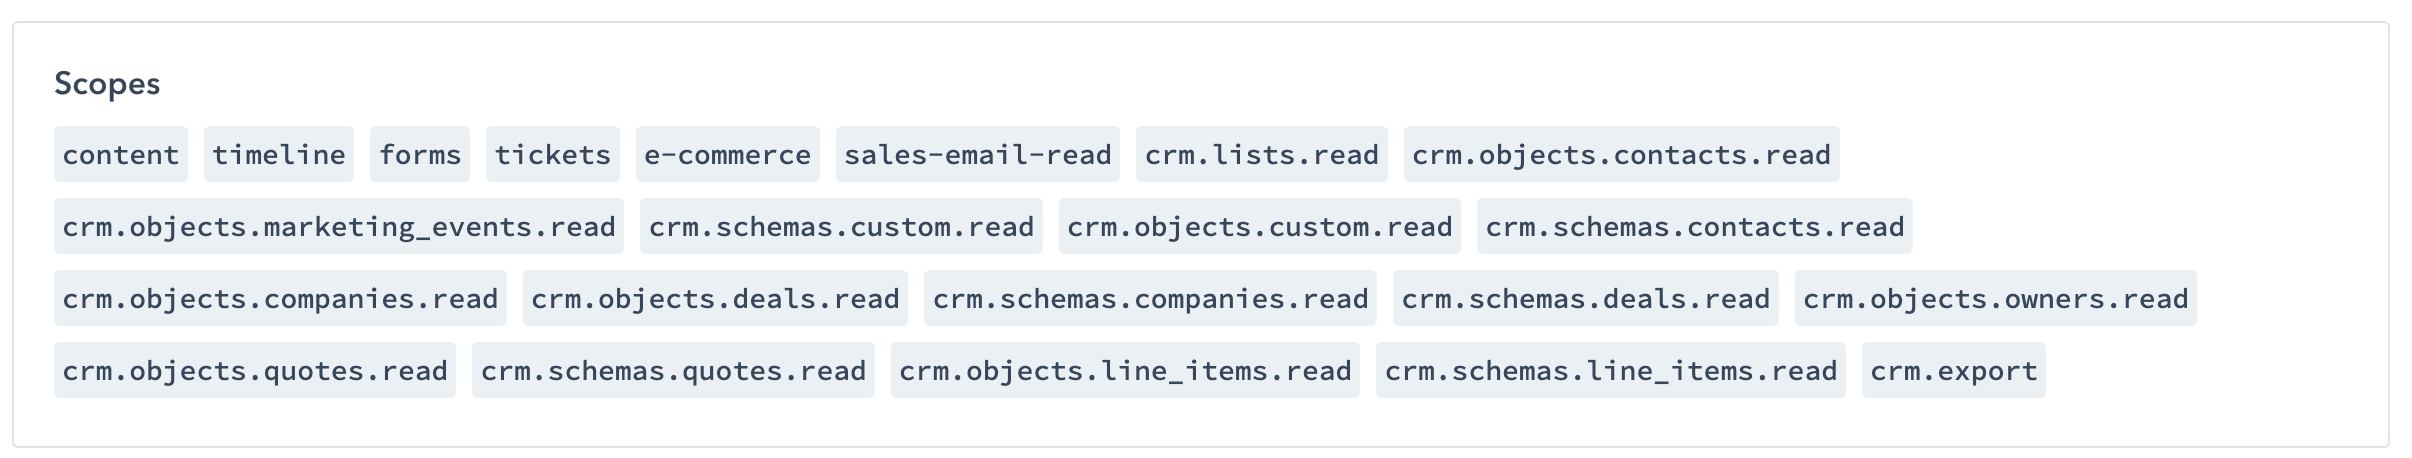 Scopes
content timeline forms tickets e-commerce sales-email-read crm.lists.read crm.objects.contacts.read
crm.objects.marketing_events.read crm.schemas.custom.read crm.objects.custom.read crm.schemas.contacts.read
crm.objects.companies.read crm.objects.deals.read crm.schemas.companies.read crm.schemas.deals.read crm.objects.owners.read
crm.objects.quotes.read crm.schemas.quotes.read crm.objects.line_items.read crm.schemas.line_items.read crm.export